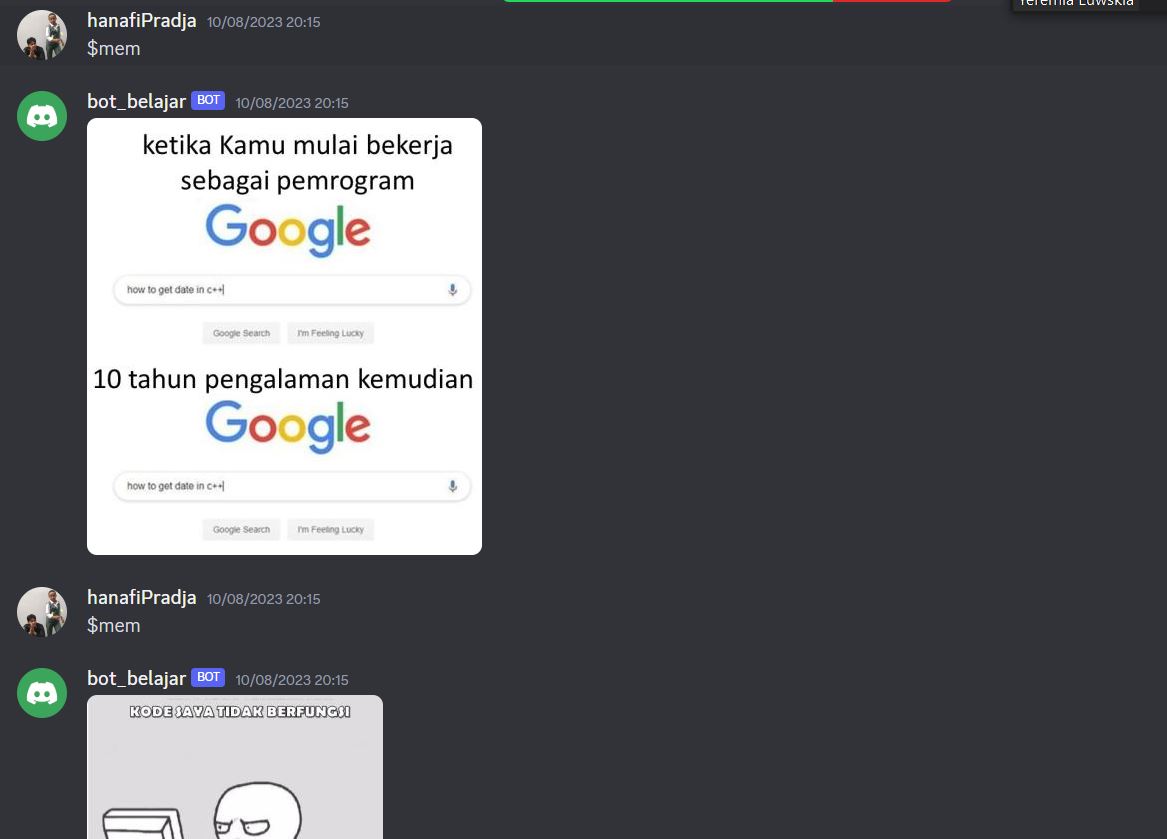 Yeremia Luwskia
hanafiPradja 10/08/2023 20:15
$mem
bot_belajar BOT 10/08/2023 20:15
ketika Kamu mulai bekerja
sebagai pemrogram
Google
how to get date in c++
Google Search I'm Feeling Lucky
10 tahun pengalaman kemudian
Google
how to get date in c++
Google Search I'm Feeling Lucky
hanafiPradja 10/08/2023 20:15
$mem
bot_belajar BOT 10/08/2023 20:15
KODE SAYA TIDAK BERFUNGSI